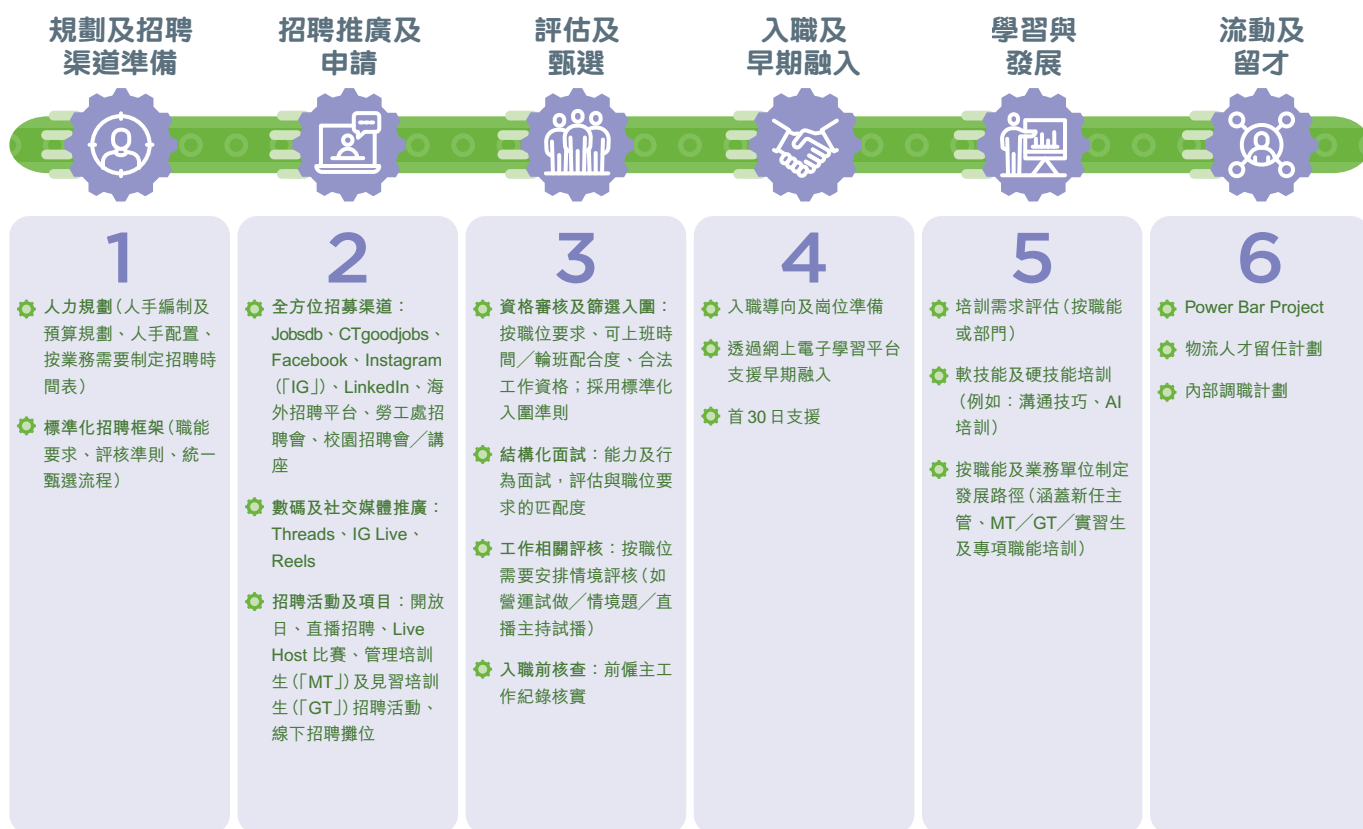 規劃及招聘
渠道準備
招聘推廣及
申請
評估及
甄選
入職及
早期融入
學習與
發展
流動及
留才
1
人力規劃(人手編制及
預算規劃、人手配置、
按業務需要制定招聘時
間表)
標準化招聘框架(職能
要求、評核準則、統一
甄選流程)
2
全方位招募渠道：
Jobsdb、CTgoodjobs、
Facebook、Instagram
(「IG」)、LinkedIn、海
外招聘平台、勞工處招
聘會、校園招聘會／講
座
數碼及社交媒體推廣：
Threads、IG Live、
Reels
招聘活動及項目：開放
日、直播招聘、Live
Host 比賽、管理培訓
生(「MT」)及見習培訓
生(「GT」)招聘活動、
線下招聘攤位
3
資格審核及篩選入圍：
按職位要求、可上班時
間／輪班配合度、合法
工作資格；採用標準化
入圍準則
結構化面試：能力及行
為面試，評估與職位要
求的匹配度
工作相關評核：按職位
需要安排情境評核(如
營運試做／情境題／直
播主持試播)
入職前核查：前僱主工
作紀錄核實
4
入職導向及崗位準備
透過網上電子學習平台
支援早期融入
首 30 日支援
5
培訓需求評估(按職能
或部門)
軟技能及硬技能培訓
(例如：溝通技巧、AI
培訓)
按職能及業務單位制定
發展路徑(涵蓋新任主
管、MT／GT／實習生
及專項職能培訓)
6
Power Bar Project
物流人才留任計劃
內部調職計劃